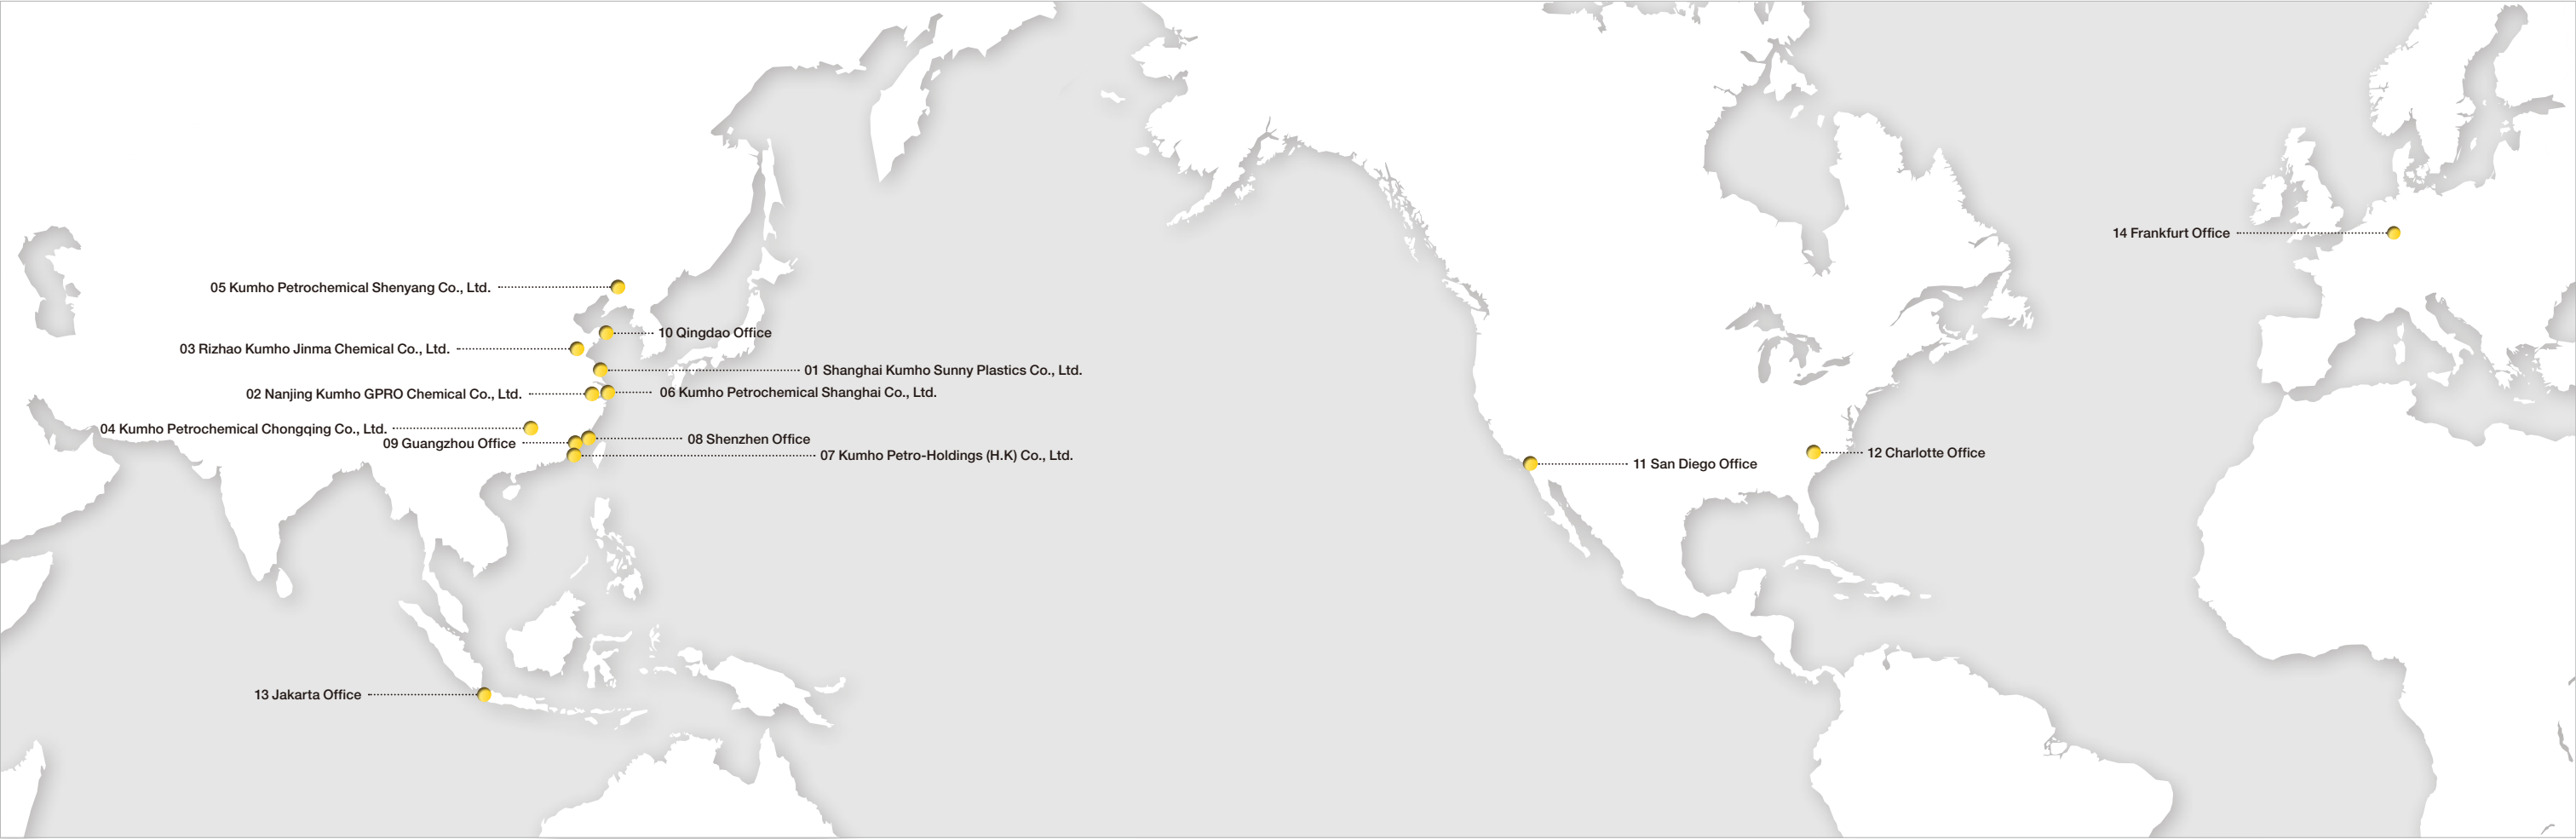 14 Frankfurt Office
05 Kumho Petrochemical Shenyang Co., Ltd.
10 Qingdao Office
03 Rizhao Kumho Jinma Chemical Co., Ltd.
01 Shanghai Kumho Sunny Plastics Co., Ltd.
02 Nanjing Kumho GPRO Chemical Co., Ltd.
06 Kumho Petrochemical Shanghai Co., Ltd.
04 Kumho Petrochemical Chongqing Co., Ltd.
09 Guangzhou Office
08 Shenzhen Office
07 Kumho Petro-Holdings (H.K) Co., Ltd.
12 Charlotte Office
11 San Diego Office
13 Jakarta Office